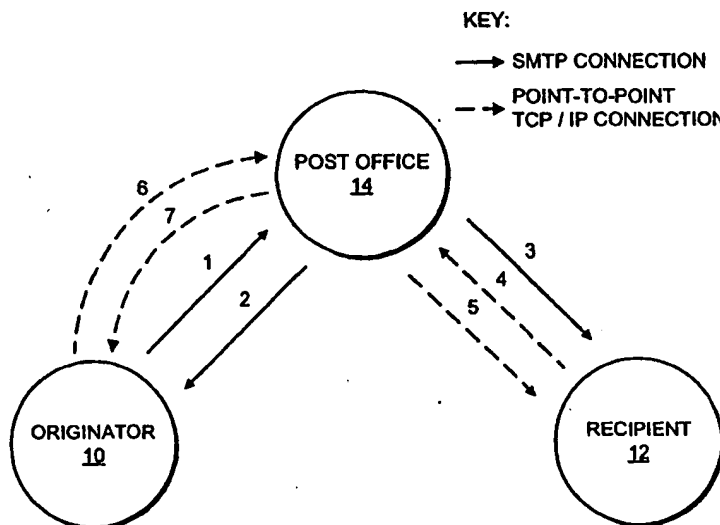 KEY:
SMTP CONNECTION
POINT-TO-POINT
TCP / IP CONNECTION
POST OFFICE
14
6
7
1
2
3
4
5
ORIGINATOR
10
RECIPIENT
12